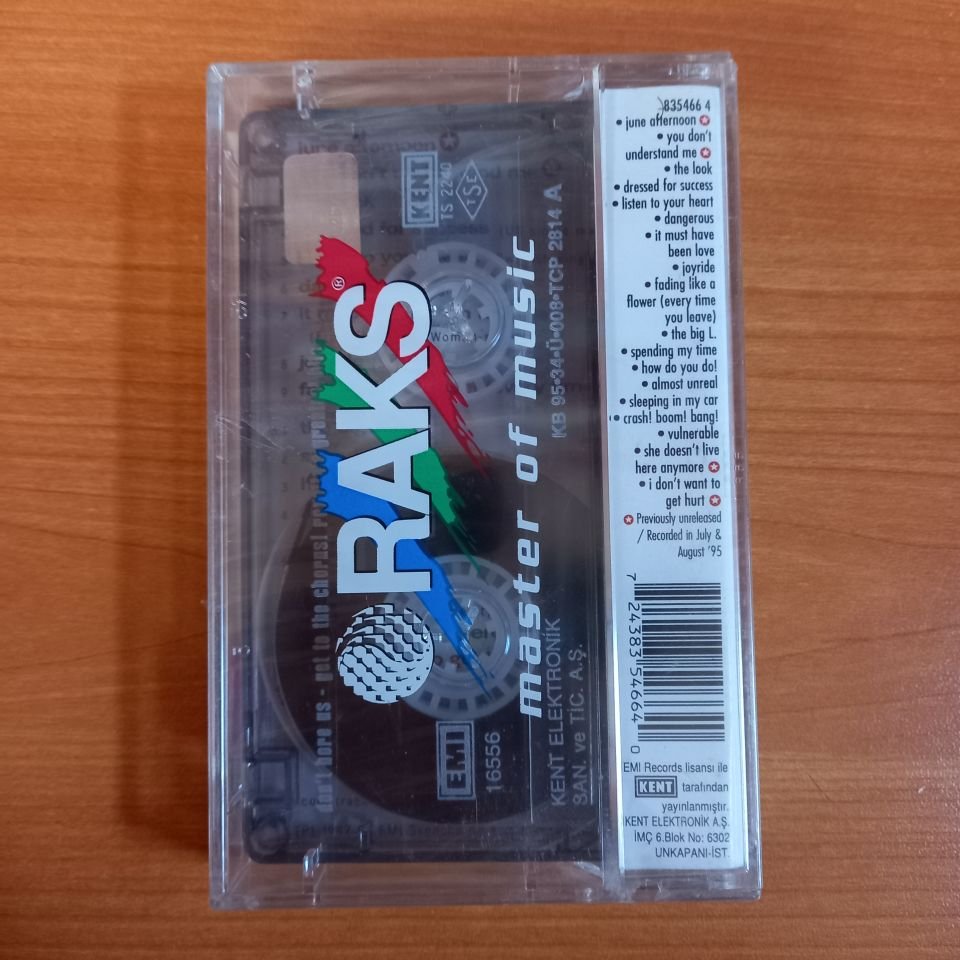 835466 4
• june afternoon ✪
• you don't
understand me ✪
• the look
• dressed for success
• listen to your heart
• dangerous
• it must have
been love
• joyride
• fading like a
flower (every time
you leave)
• the big L.
• spending my time
• how do you do!
• almost unreal
• sleeping in my car
• crash! boom! bang!
• vulnerable
• she doesn't live
here anymore ✪
• i don't want to
get hurt ✪
✪ Previously unreleased
/ Recorded in July &
August '95
7 24383 54664 0
EMI Records lisansı ile
KENT tarafından
yayınlanmıştır.
KENT ELEKTRONİK A.Ş.
İMÇ 6.Blok No: 6302
UNKAPANI-İST.
RAKS®
master of music
KENT
TS 2240
TSE
KB 95•34•Ü•008•TCP 2814 A
EMI
16556
KENT ELEKTRONİK
SAN. ve TİC. A.Ş.
don't bore us - get to the chorus!